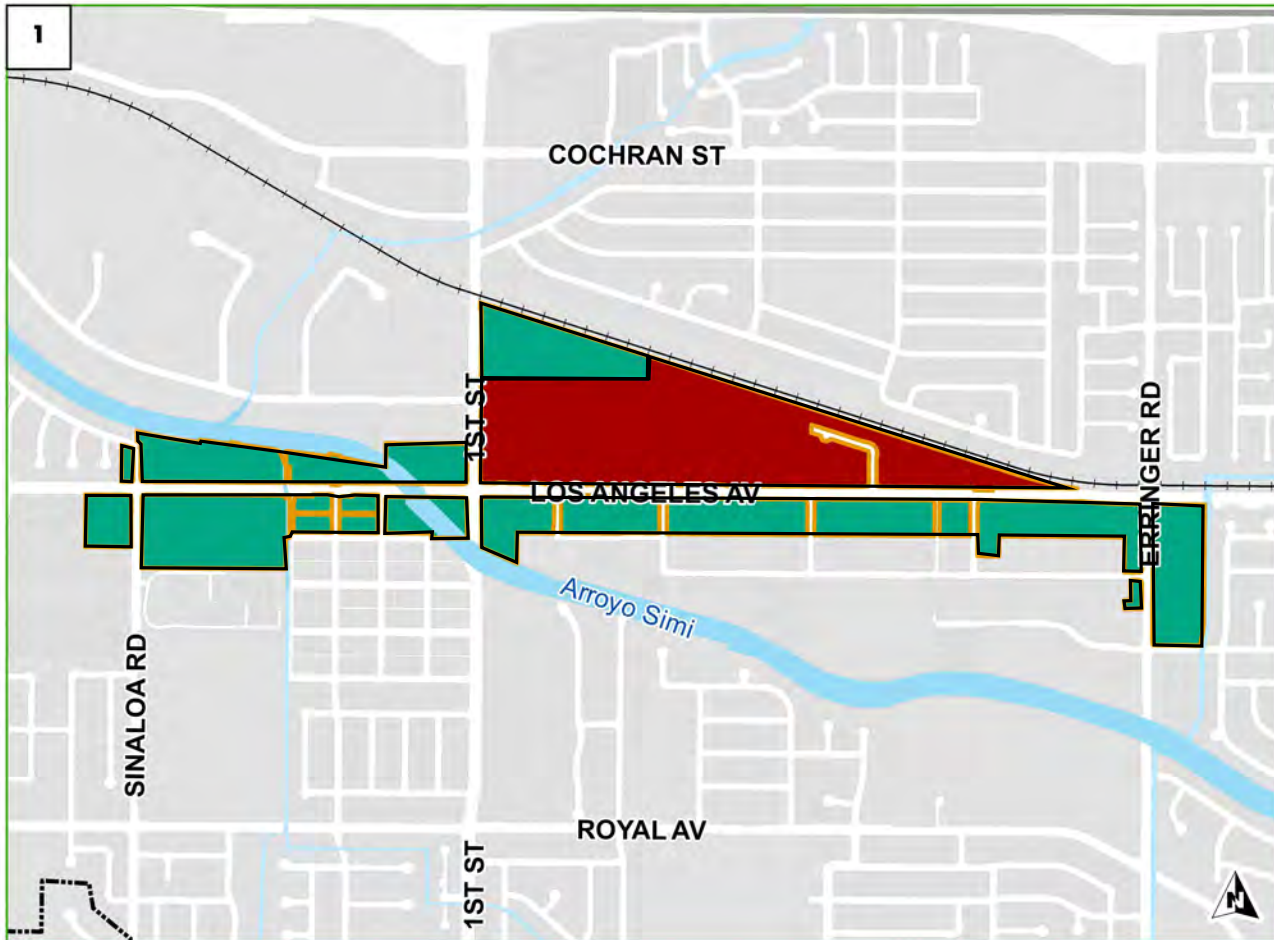 1
COCHRAN ST
1ST ST
ERRINGER RD
LOS ANGELES AV
Arroyo Simi
SINALOA RD
ROYAL AV
1ST ST
N